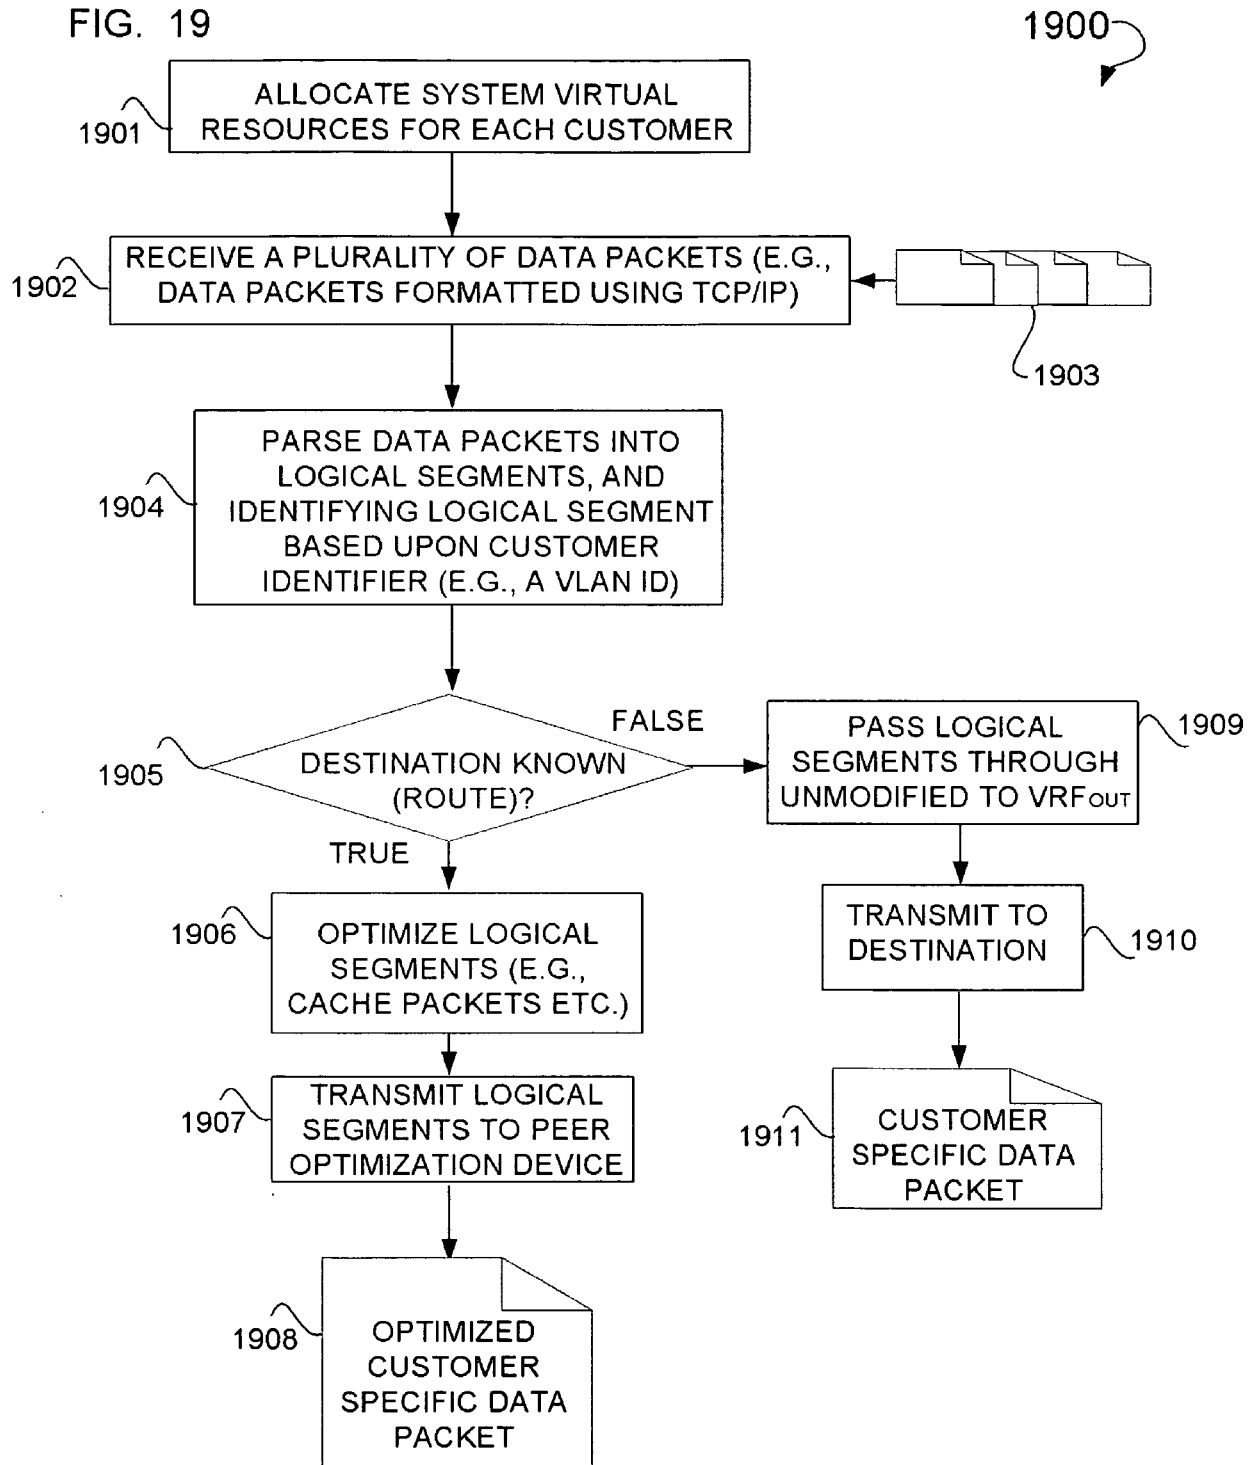 FIG. 19
1900
ALLOCATE SYSTEM VIRTUAL
RESOURCES FOR EACH CUSTOMER
1901
RECEIVE A PLURALITY OF DATA PACKETS (E.G.,
DATA PACKETS FORMATTED USING TCP/IP)
1902
1903
PARSE DATA PACKETS INTO
LOGICAL SEGMENTS, AND
IDENTIFYING LOGICAL SEGMENT
BASED UPON CUSTOMER
IDENTIFIER (E.G., A VLAN ID)
1904
DESTINATION KNOWN
(ROUTE)?
1905
FALSE
TRUE
PASS LOGICAL
SEGMENTS THROUGH
UNMODIFIED TO VRFOUT
1909
OPTIMIZE LOGICAL
SEGMENTS (E.G.,
CACHE PACKETS ETC.)
1906
TRANSMIT TO
DESTINATION
1910
TRANSMIT LOGICAL
SEGMENTS TO PEER
OPTIMIZATION DEVICE
1907
CUSTOMER
SPECIFIC DATA
PACKET
1911
OPTIMIZED
CUSTOMER
SPECIFIC DATA
PACKET
1908